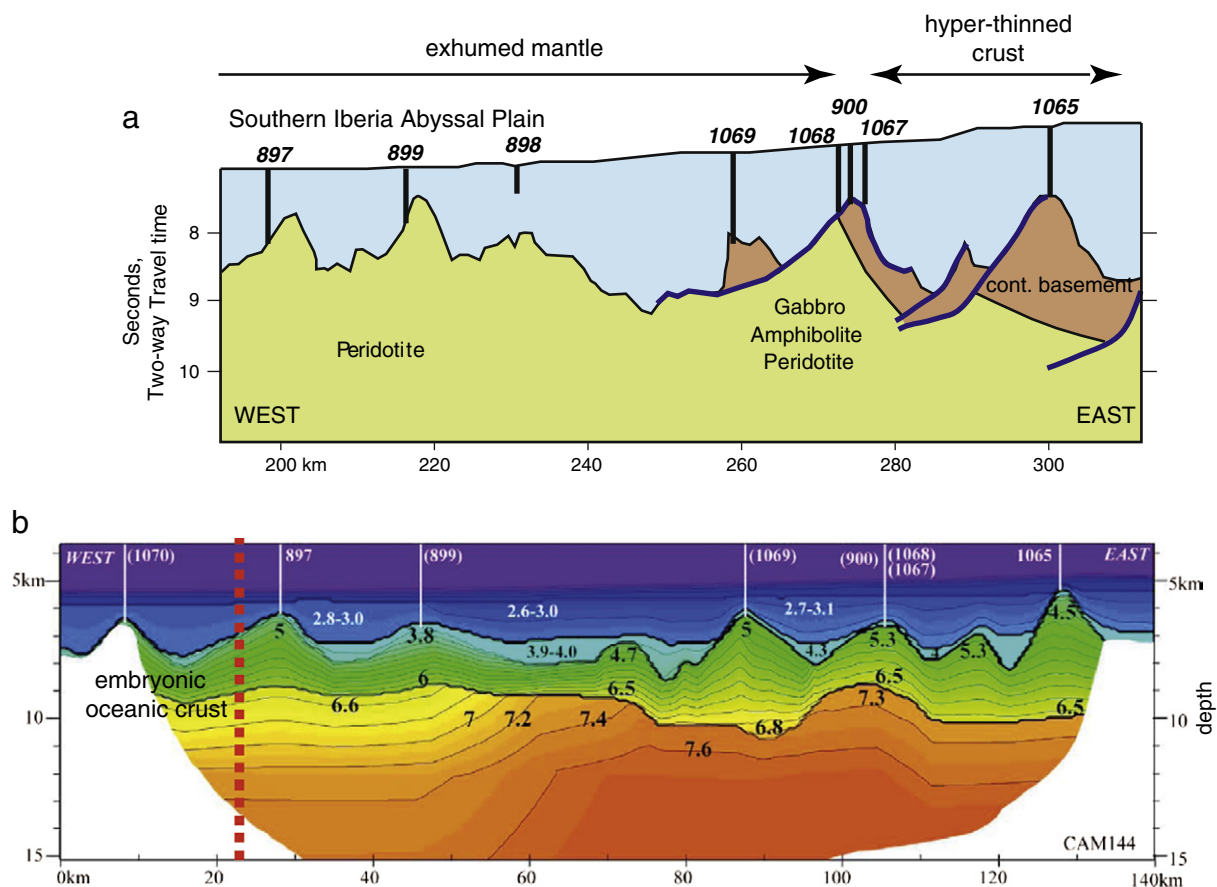 exhumed mantle
hyper-thinned
crust
a
Southern Iberia Abyssal Plain
897
899
898
1069
1068
900
1067
1065
Seconds,
Two-way Travel time
8
9
10
Peridotite
Gabbro
Amphibolite
Peridotite
cont. basement
WEST
EAST
200 km
220
240
260
280
300
b
WEST
(1070)
897
(899)
(1069)
(900)
(1068)
(1067)
1065
EAST
5km
5km
2.8-3.0
2.6-3.0
2.7-3.1
5
3.8
3.9-4.0
4.7
5
4.3
5.3
4
5.3
4.5
embryonic
oceanic crust
6.6
6
7
7.2
7.4
6.5
7.6
6.8
6.5
7.3
6.5
10
10
depth
15
15
CAM144
0km
20
40
60
80
100
120
140km